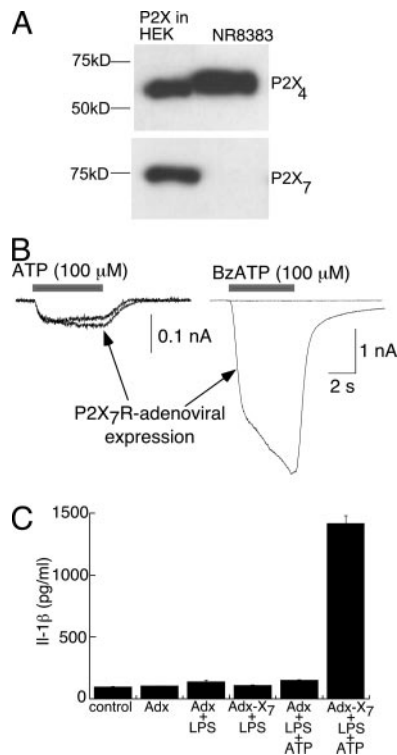 A
P2X in
HEK
NR8383
75kD
P2X4
50kD
75kD
P2X7
B
ATP (100 μM)
BzATP (100 μM)
0.1 nA
1 nA
2 s
P2X7R-adenoviral
expression
C
Il-1β (pg/ml)
1500
1000
500
0
control
Adx
Adx
+
LPS
Adx-X7
+
LPS
Adx
+
LPS
+
ATP
Adx-X7
+
LPS
+
ATP